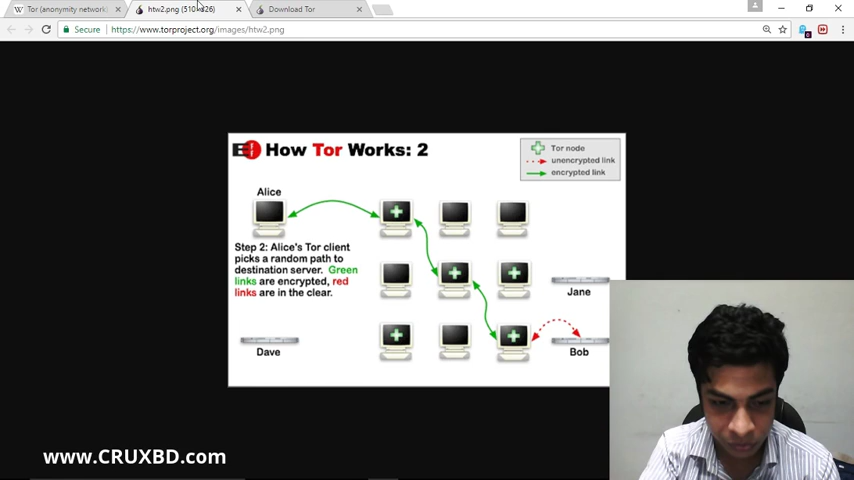 Tor (anonymity network
htw2.png (510
326)
Download Tor
Secure
https://www.torproject.org/images/htw2.png
How Tor Works: 2
Tor node
unencrypted link
encrypted link
Alice
Step 2: Alice's Tor client
picks a random path to
destination server. Green
links are encrypted, red
links are in the clear.
Jane
Dave
Bob
www.CRUXBD.com